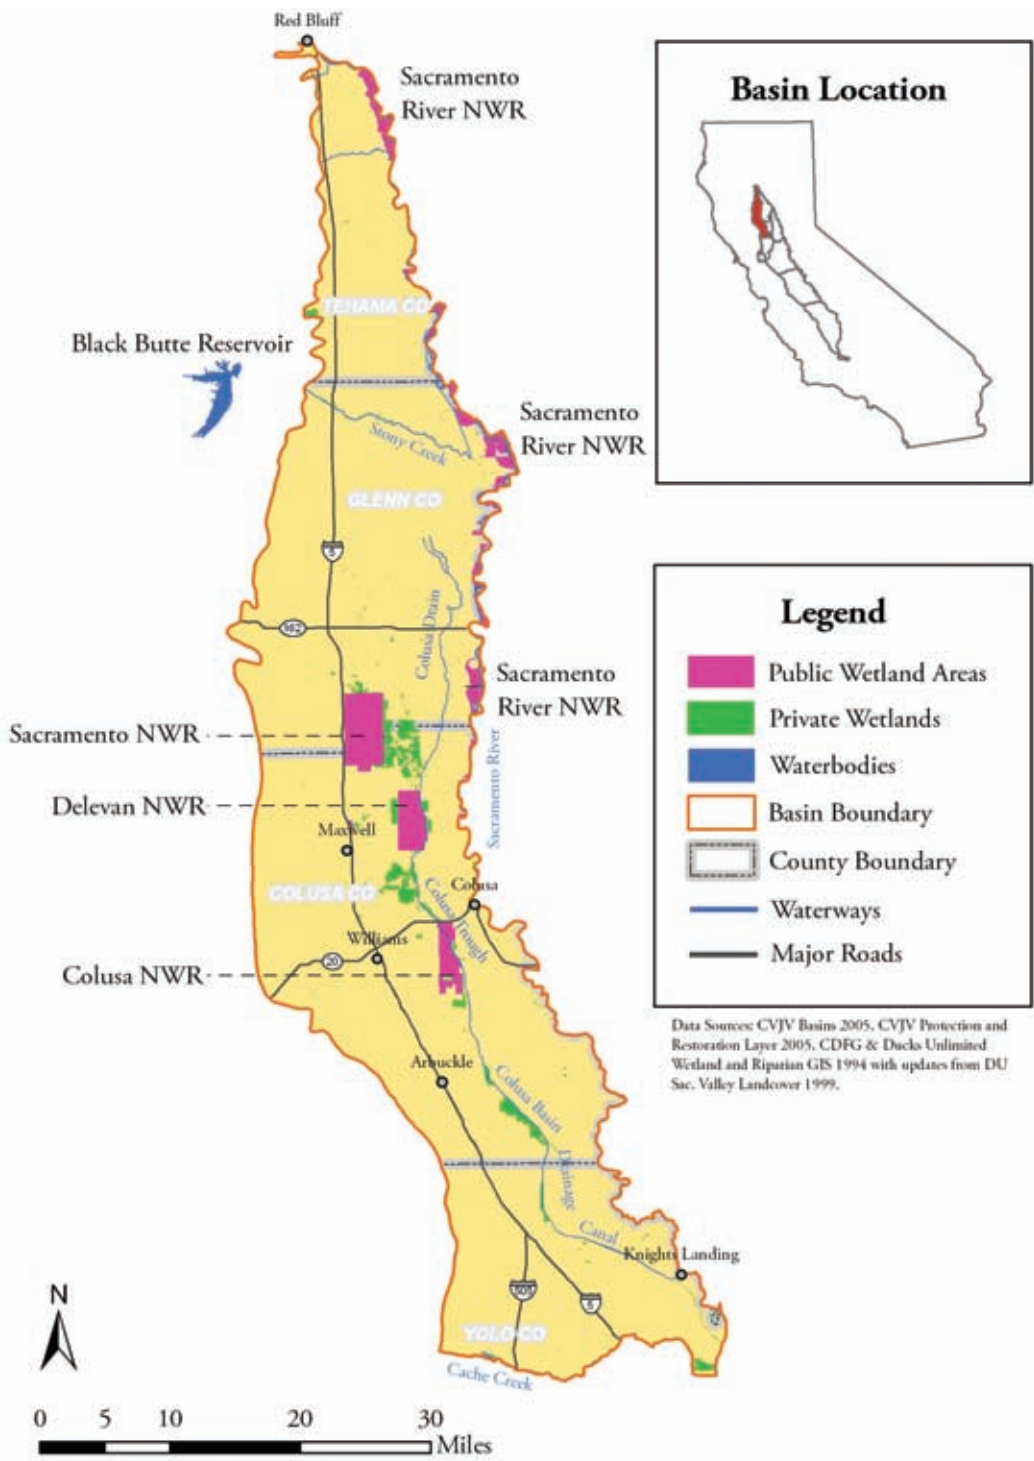 Red Bluff
Sacramento
River NWR
Basin Location
TEHAMA CO
Black Butte Reservoir
Sacramento
River NWR
Stony Creek
GLENN CO
5
Legend
Public Wetland Areas
Private Wetlands
Waterbodies
Basin Boundary
County Boundary
Waterways
Major Roads
162
Colusa Drain
Sacramento
River NWR
Sacramento NWR
Sacramento River
Delevan NWR
Maxwell
COLUSA CO
Colusa
Colusa Trough
Williams
20
Colusa NWR
Data Sources: CVJV Basins 2005, CVJV Protection and
Restoration Layer 2005, CDFG & Ducks Unlimited
Wetland and Riparian GIS 1994 with updates from DU
Sac. Valley Landcover 1999.
Arbuckle
Colusa Basin
Drainage
Canal
Knights Landing
505
5
YOLO CO
Cache Creek
N
0 5 10 20 30
Miles